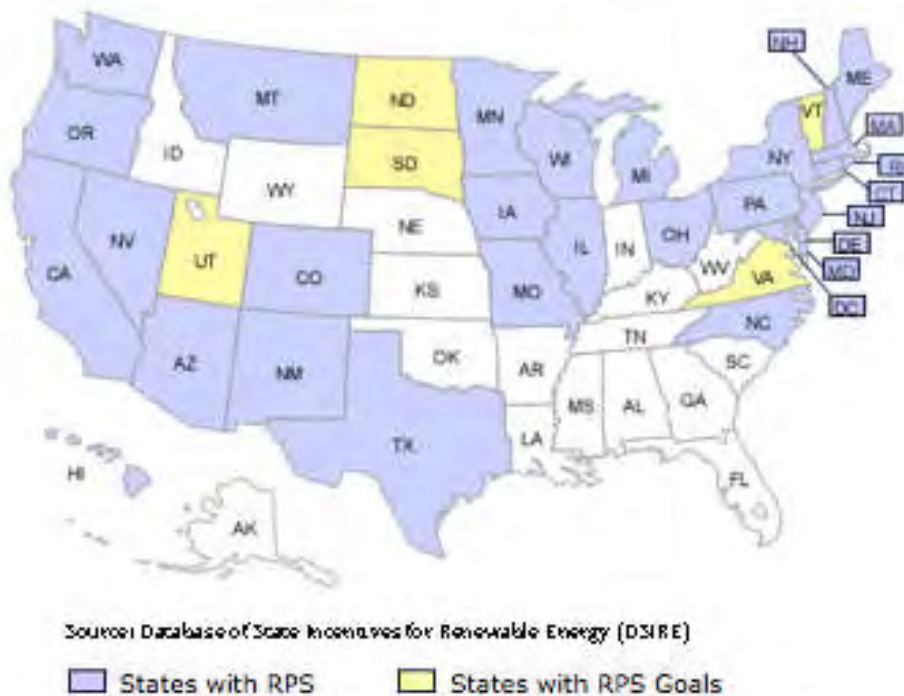 WA
MT
ND
MN
NH
ME
VT
OR
ID
SD
WI
MI
NY
MA
RI
CT
WY
IA
PA
NJ
NE
NV
UT
CO
IL
IN
OH
DE
MD
DC
CA
KS
MO
WV
VA
KY
NC
AZ
NM
OK
AR
TN
SC
TX
LA
MS
AL
GA
FL
HI
AK
Source: Database of State Incentives for Renewable Energy (DSIRE)
States with RPS
States with RPS Goals